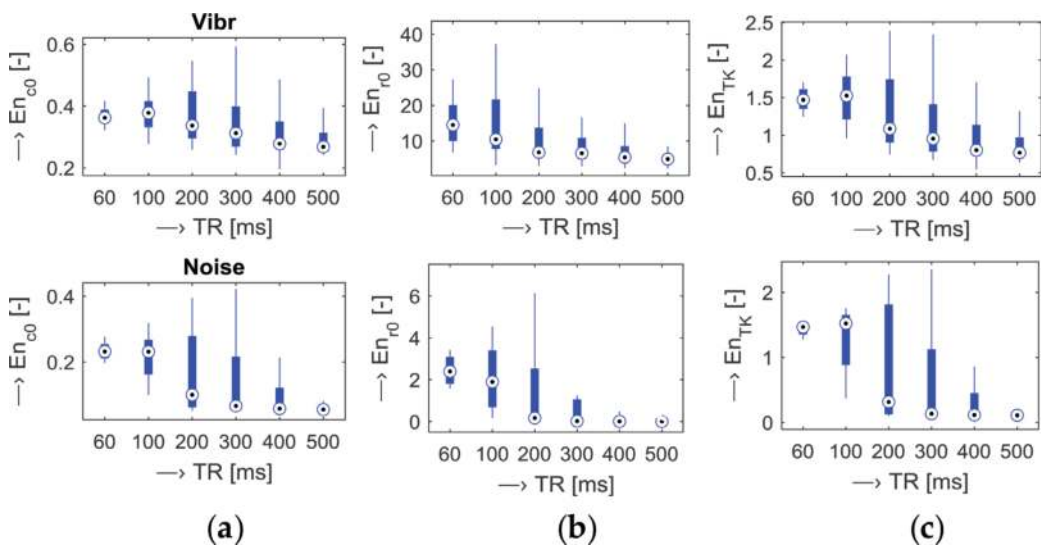 Vibr
—> En_c0 [-]
0.6
0.4
0.2
60 100 200 300 400 500
—> TR [ms]
—> En_r0 [-]
40
30
20
10
60 100 200 300 400 500
—> TR [ms]
—> En_TK [-]
2.5
2
1.5
1
0.5
60 100 200 300 400 500
—> TR [ms]
Noise
—> En_c0 [-]
0.4
0.2
60 100 200 300 400 500
—> TR [ms]
—> En_r0 [-]
6
4
2
0
60 100 200 300 400 500
—> TR [ms]
—> En_TK [-]
2
1
0
60 100 200 300 400 500
—> TR [ms]
(a) (b) (c)